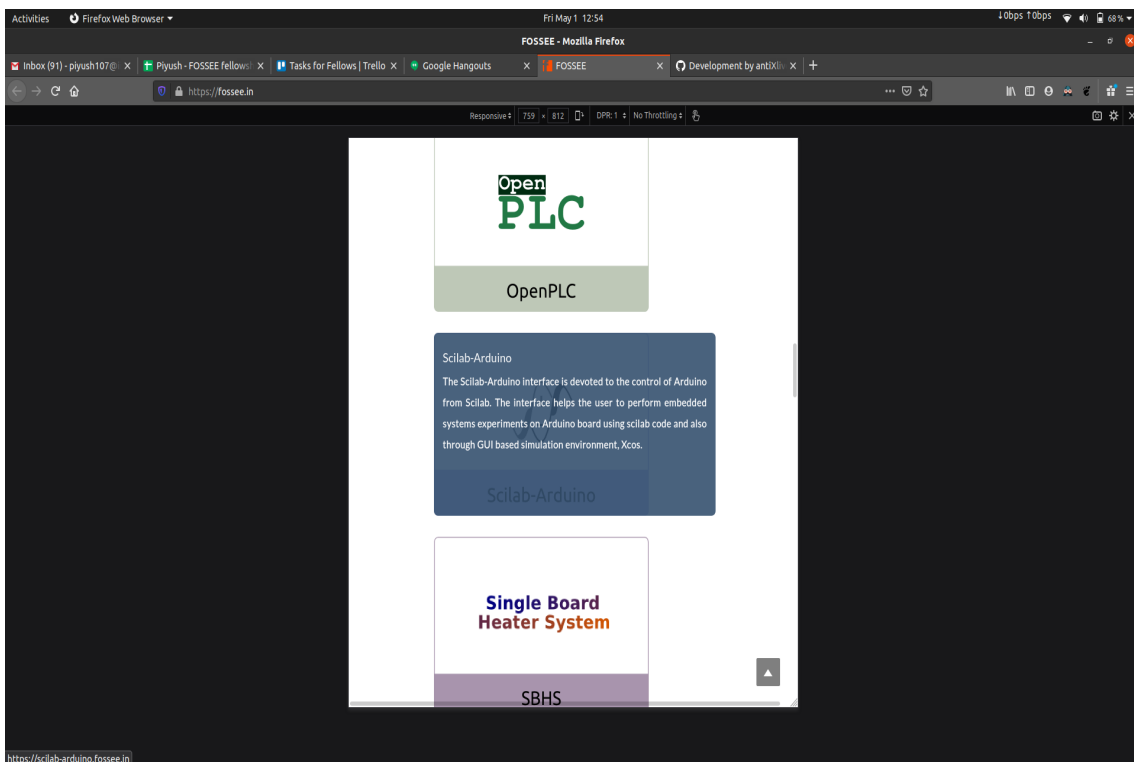 Activities Firefox Web Browser Fri May 1 12:54 ↓0bps ↑0bps 68%
FOSSEE - Mozilla Firefox
Inbox (91) - piyush107@ Piyush - FOSSEE fellows Tasks for Fellows | Trello Google Hangouts FOSSEE Development by antiXliv
https://fossee.in
Responsive 759 × 812 DPR: 1 No Throttling
Open
PLC
OpenPLC
Scilab-Arduino
The Scilab-Arduino interface is devoted to the control of Arduino
from Scilab. The interface helps the user to perform embedded
systems experiments on Arduino board using scilab code and also
through GUI based simulation environment, Xcos.
Scilab-Arduino
Single Board
Heater System
SBHS
https://scilab-arduino.fossee.in